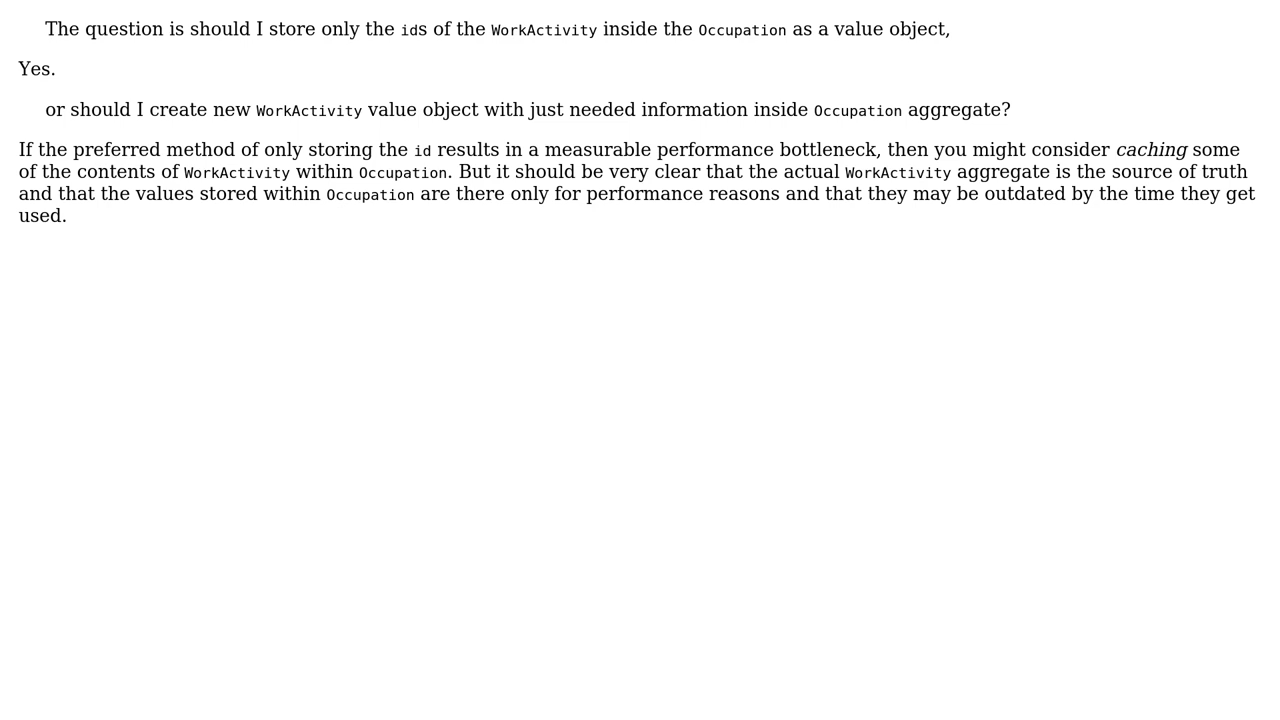 The question is should I store only the ids of the WorkActivity inside the Occupation as a value object,
Yes.
or should I create new WorkActivity value object with just needed information inside Occupation aggregate?
If the preferred method of only storing the id results in a measurable performance bottleneck, then you might consider caching some
of the contents of WorkActivity within Occupation. But it should be very clear that the actual WorkActivity aggregate is the source of truth
and that the values stored within Occupation are there only for performance reasons and that they may be outdated by the time they get
used.